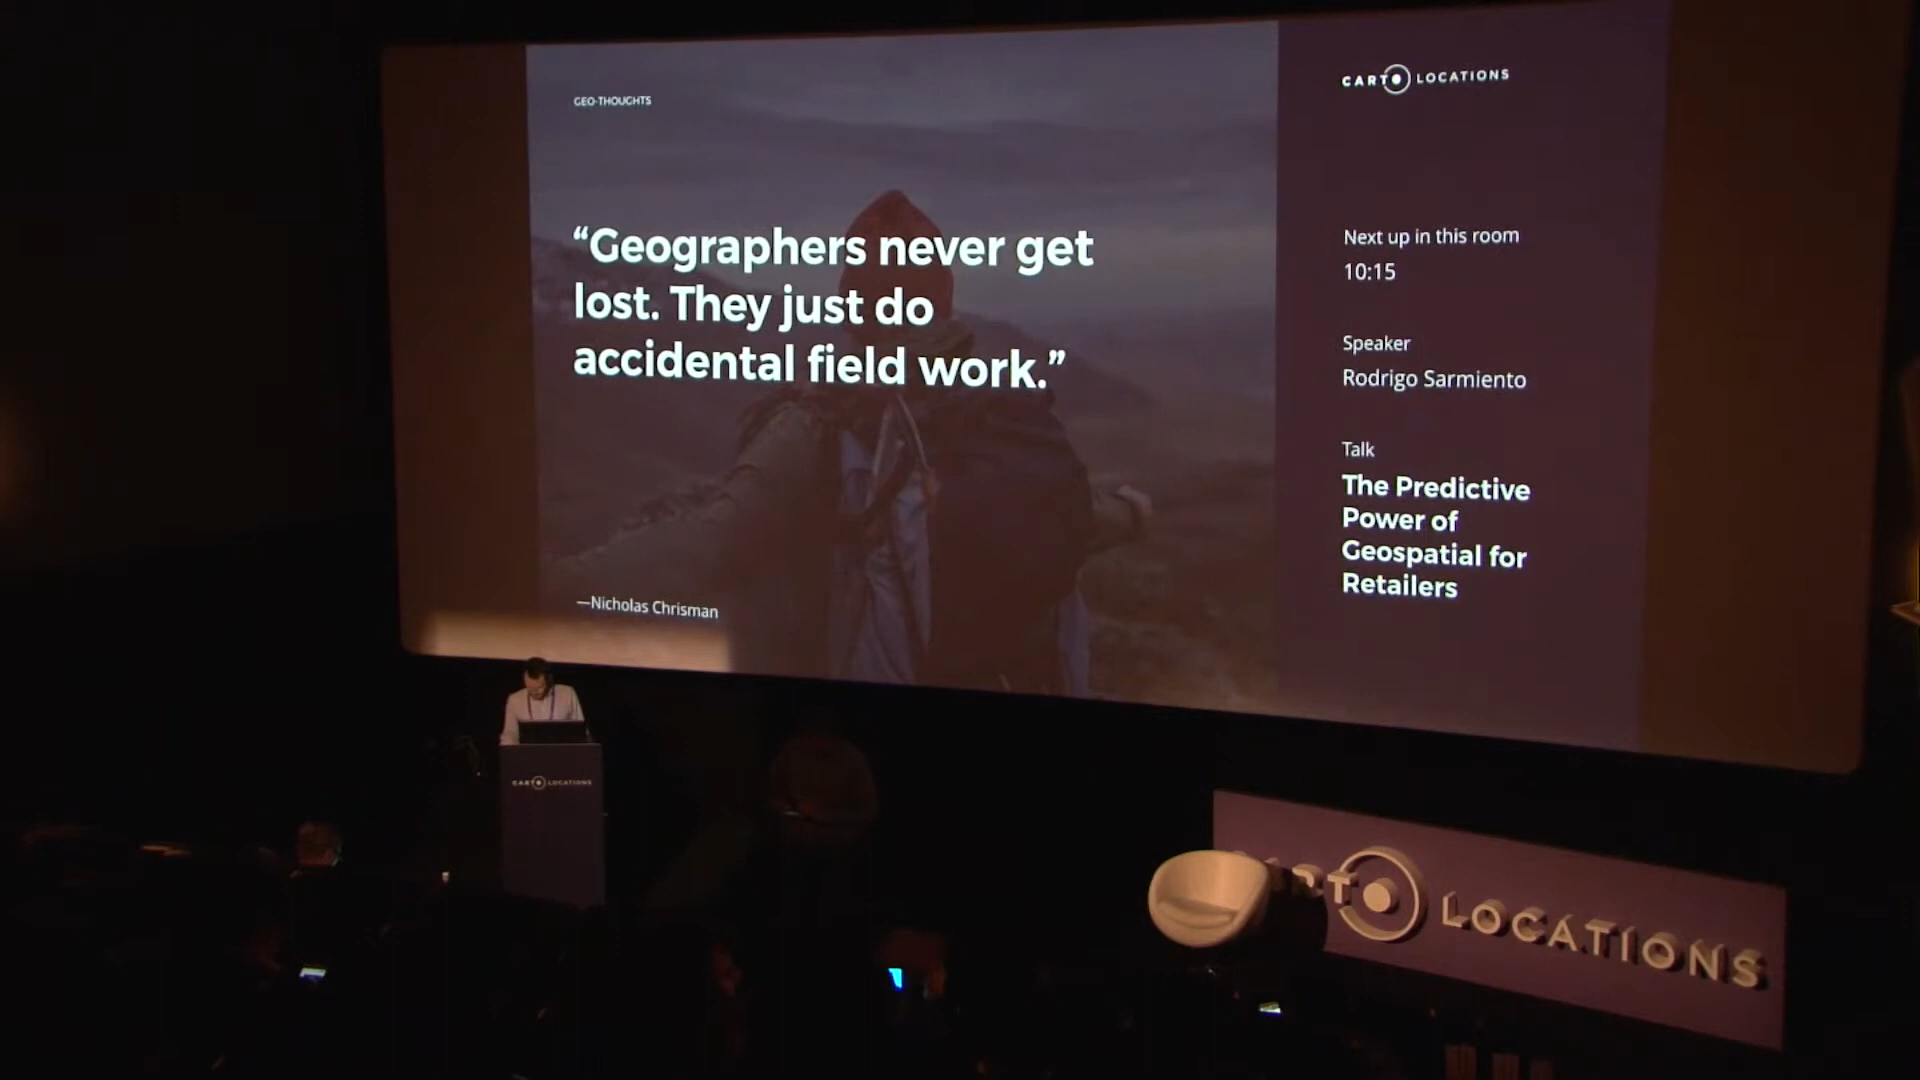 GEO-THOUGHTS
“Geographers never get
lost. They just do
accidental field work.”
—Nicholas Chrisman
CARTO LOCATIONS
Next up in this room
10:15
Speaker
Rodrigo Sarmiento
Talk
The Predictive
Power of
Geospatial for
Retailers
CARTO LOCATIONS
CARTO LOCATIONS